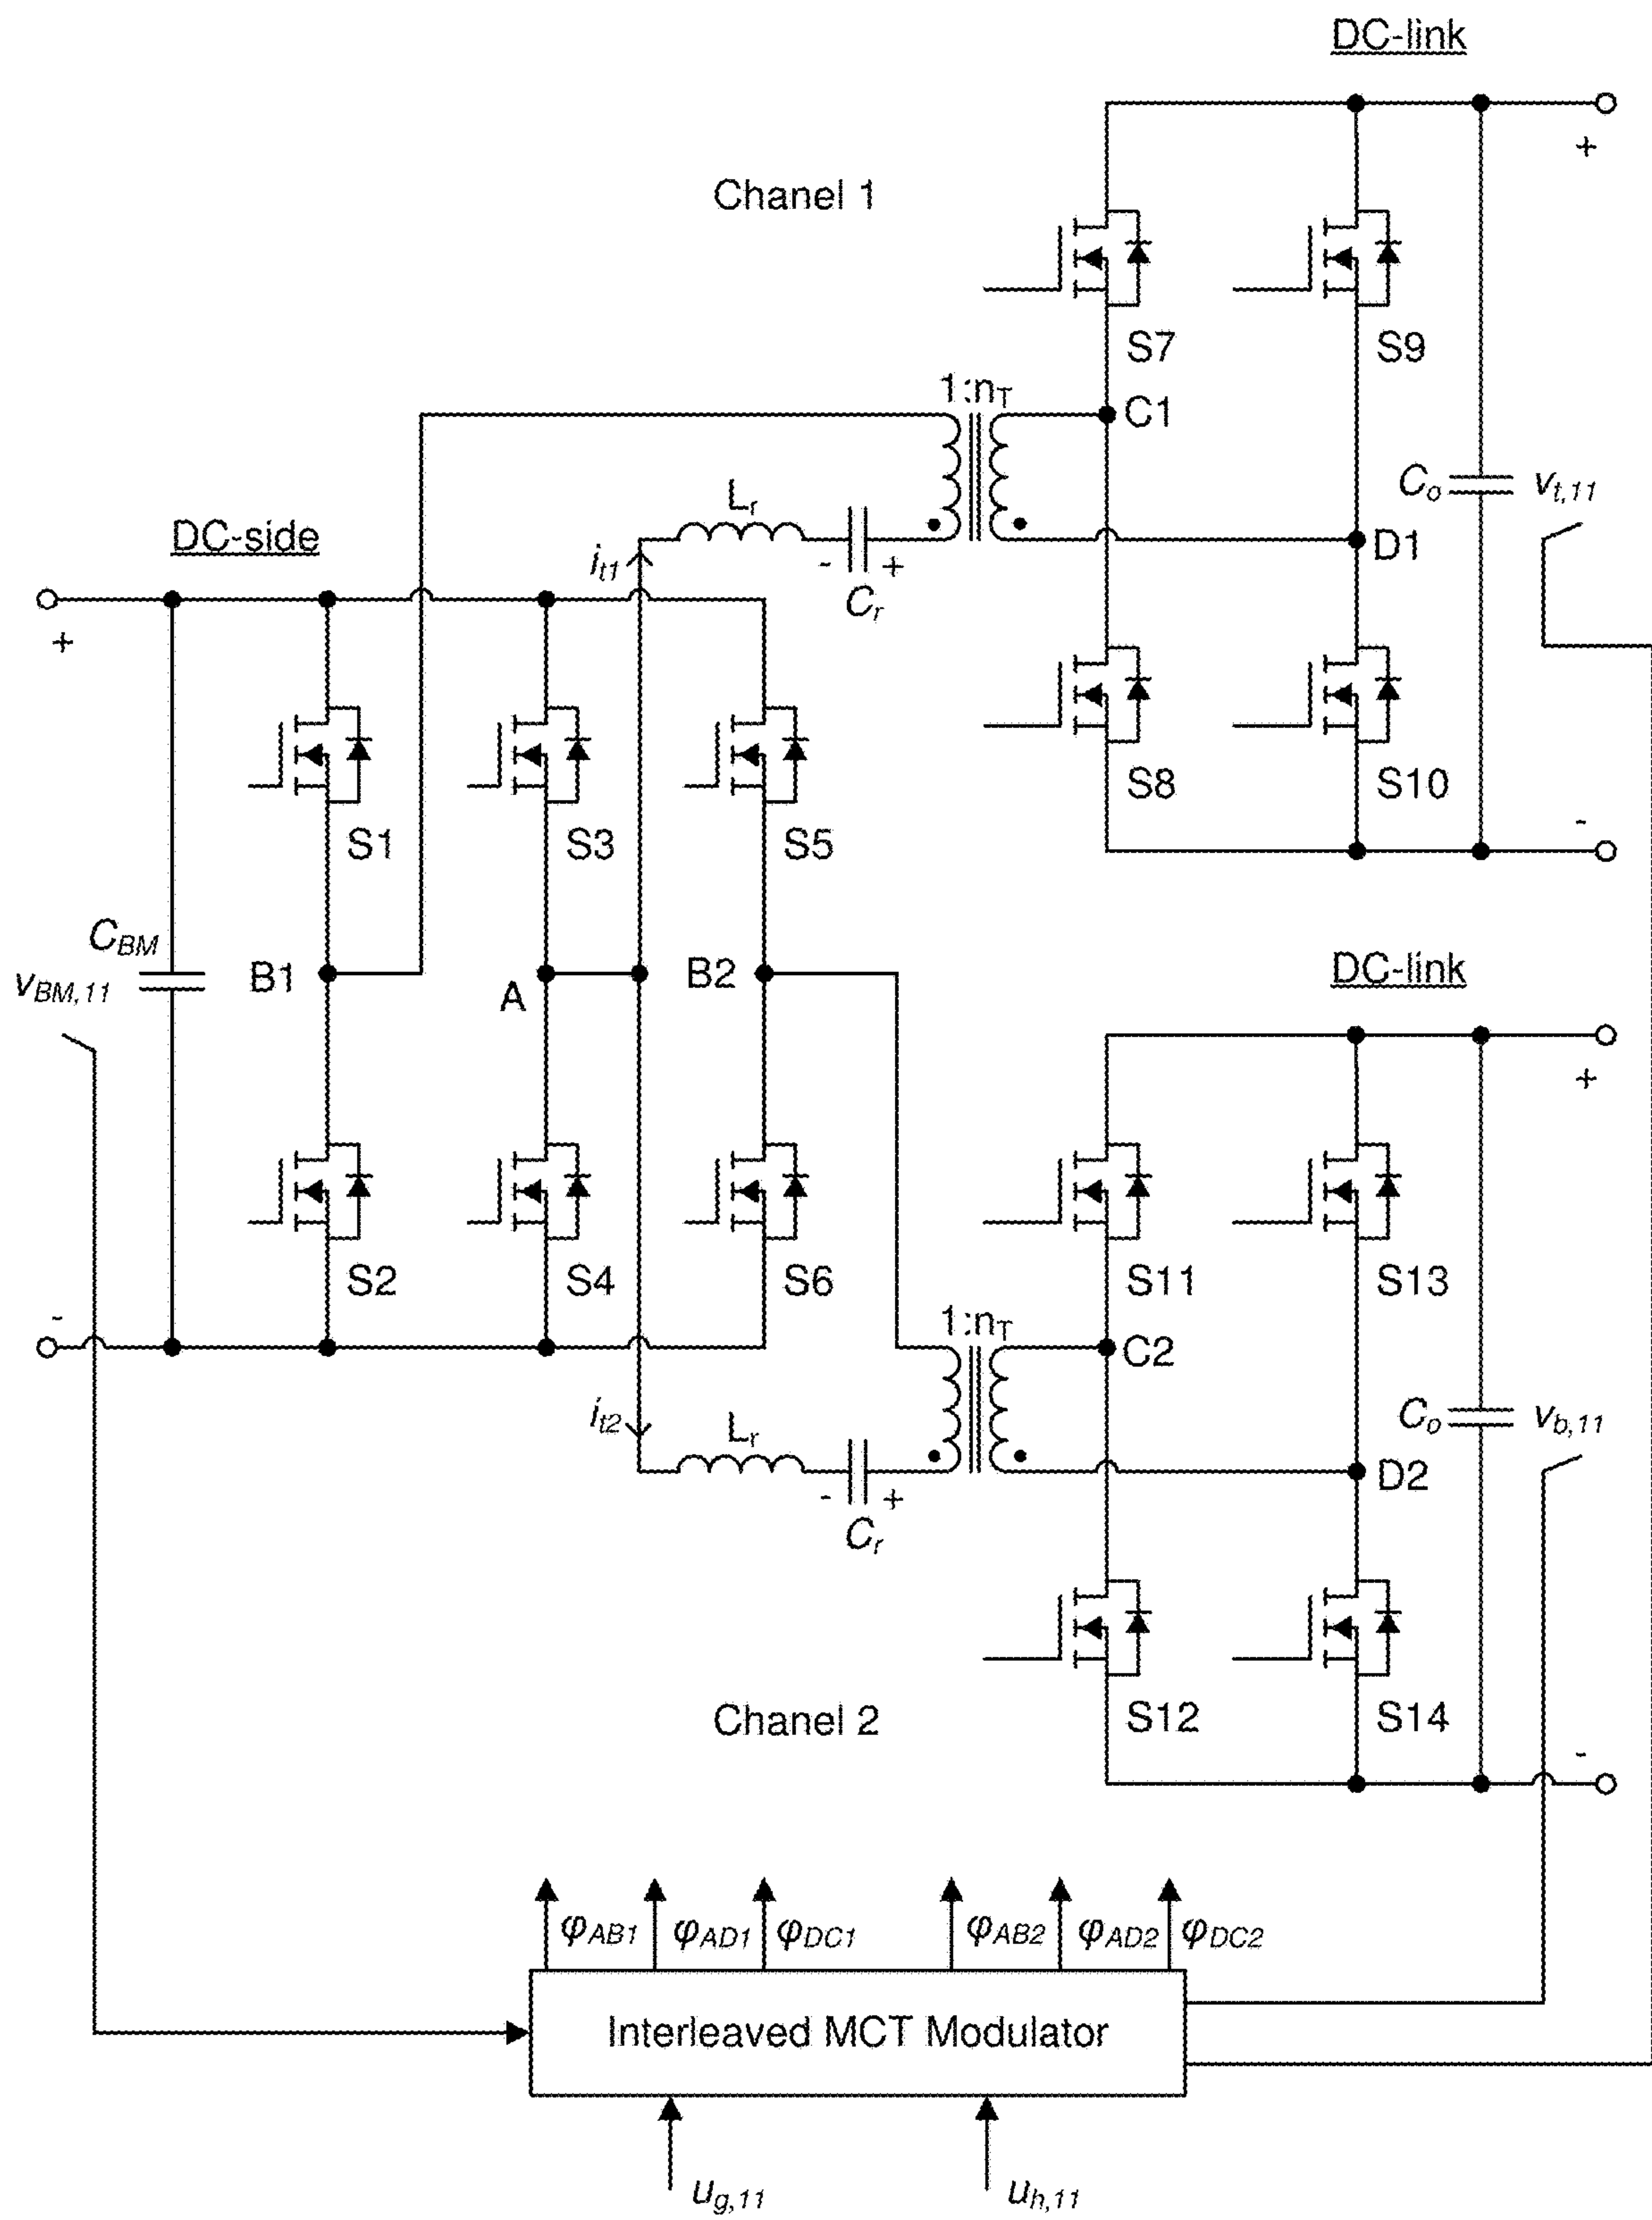 DC-link
+
Chanel 1
S7
S9
1:nT
C1
Lr
Co
vt,11
DC-side
D1
it1
-
+
Cr
+
S8
S10
S1
S3
S5
-
CBM
vBM,11
B1
A
B2
DC-link
+
S2
S4
S6
S11
S13
-
1:nT
C2
it2
Lr
Co
vb,11
D2
-
+
Cr
Chanel 2
S12
S14
-
φAB1
φAD1
φDC1
φAB2
φAD2
φDC2
Interleaved MCT Modulator
ug,11
uh,11